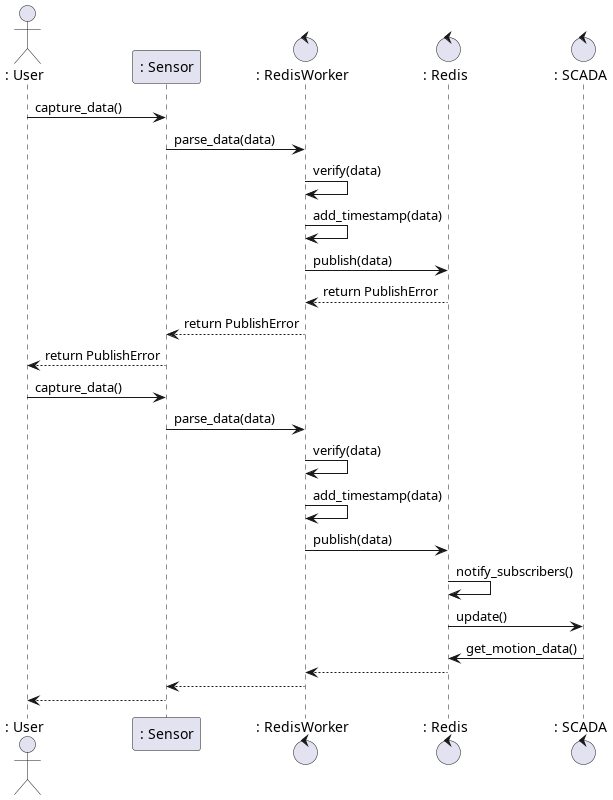 : User
: Sensor
: RedisWorker
: Redis
: SCADA
capture_data()
parse_data(data)
verify(data)
add_timestamp(data)
publish(data)
return PublishError
return PublishError
return PublishError
capture_data()
parse_data(data)
verify(data)
add_timestamp(data)
publish(data)
notify_subscribers()
update()
get_motion_data()
: User
: Sensor
: RedisWorker
: Redis
: SCADA